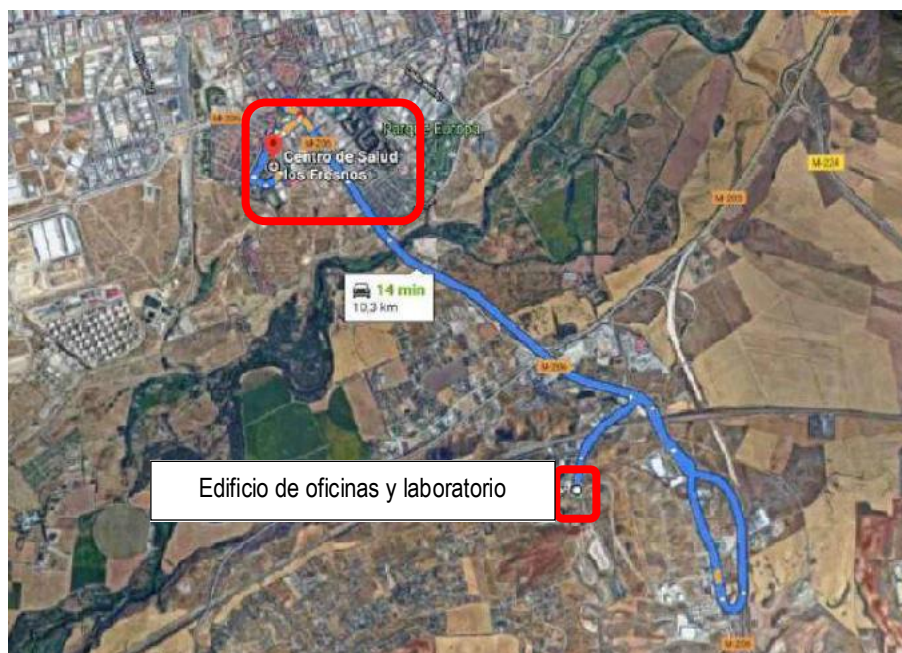 M-206
Parque Europa
M-206
Centro de Salud
los Fresnos
M-224
M-203
14 min
10,3 km
M-206
Edificio de oficinas y laboratorio
M-206